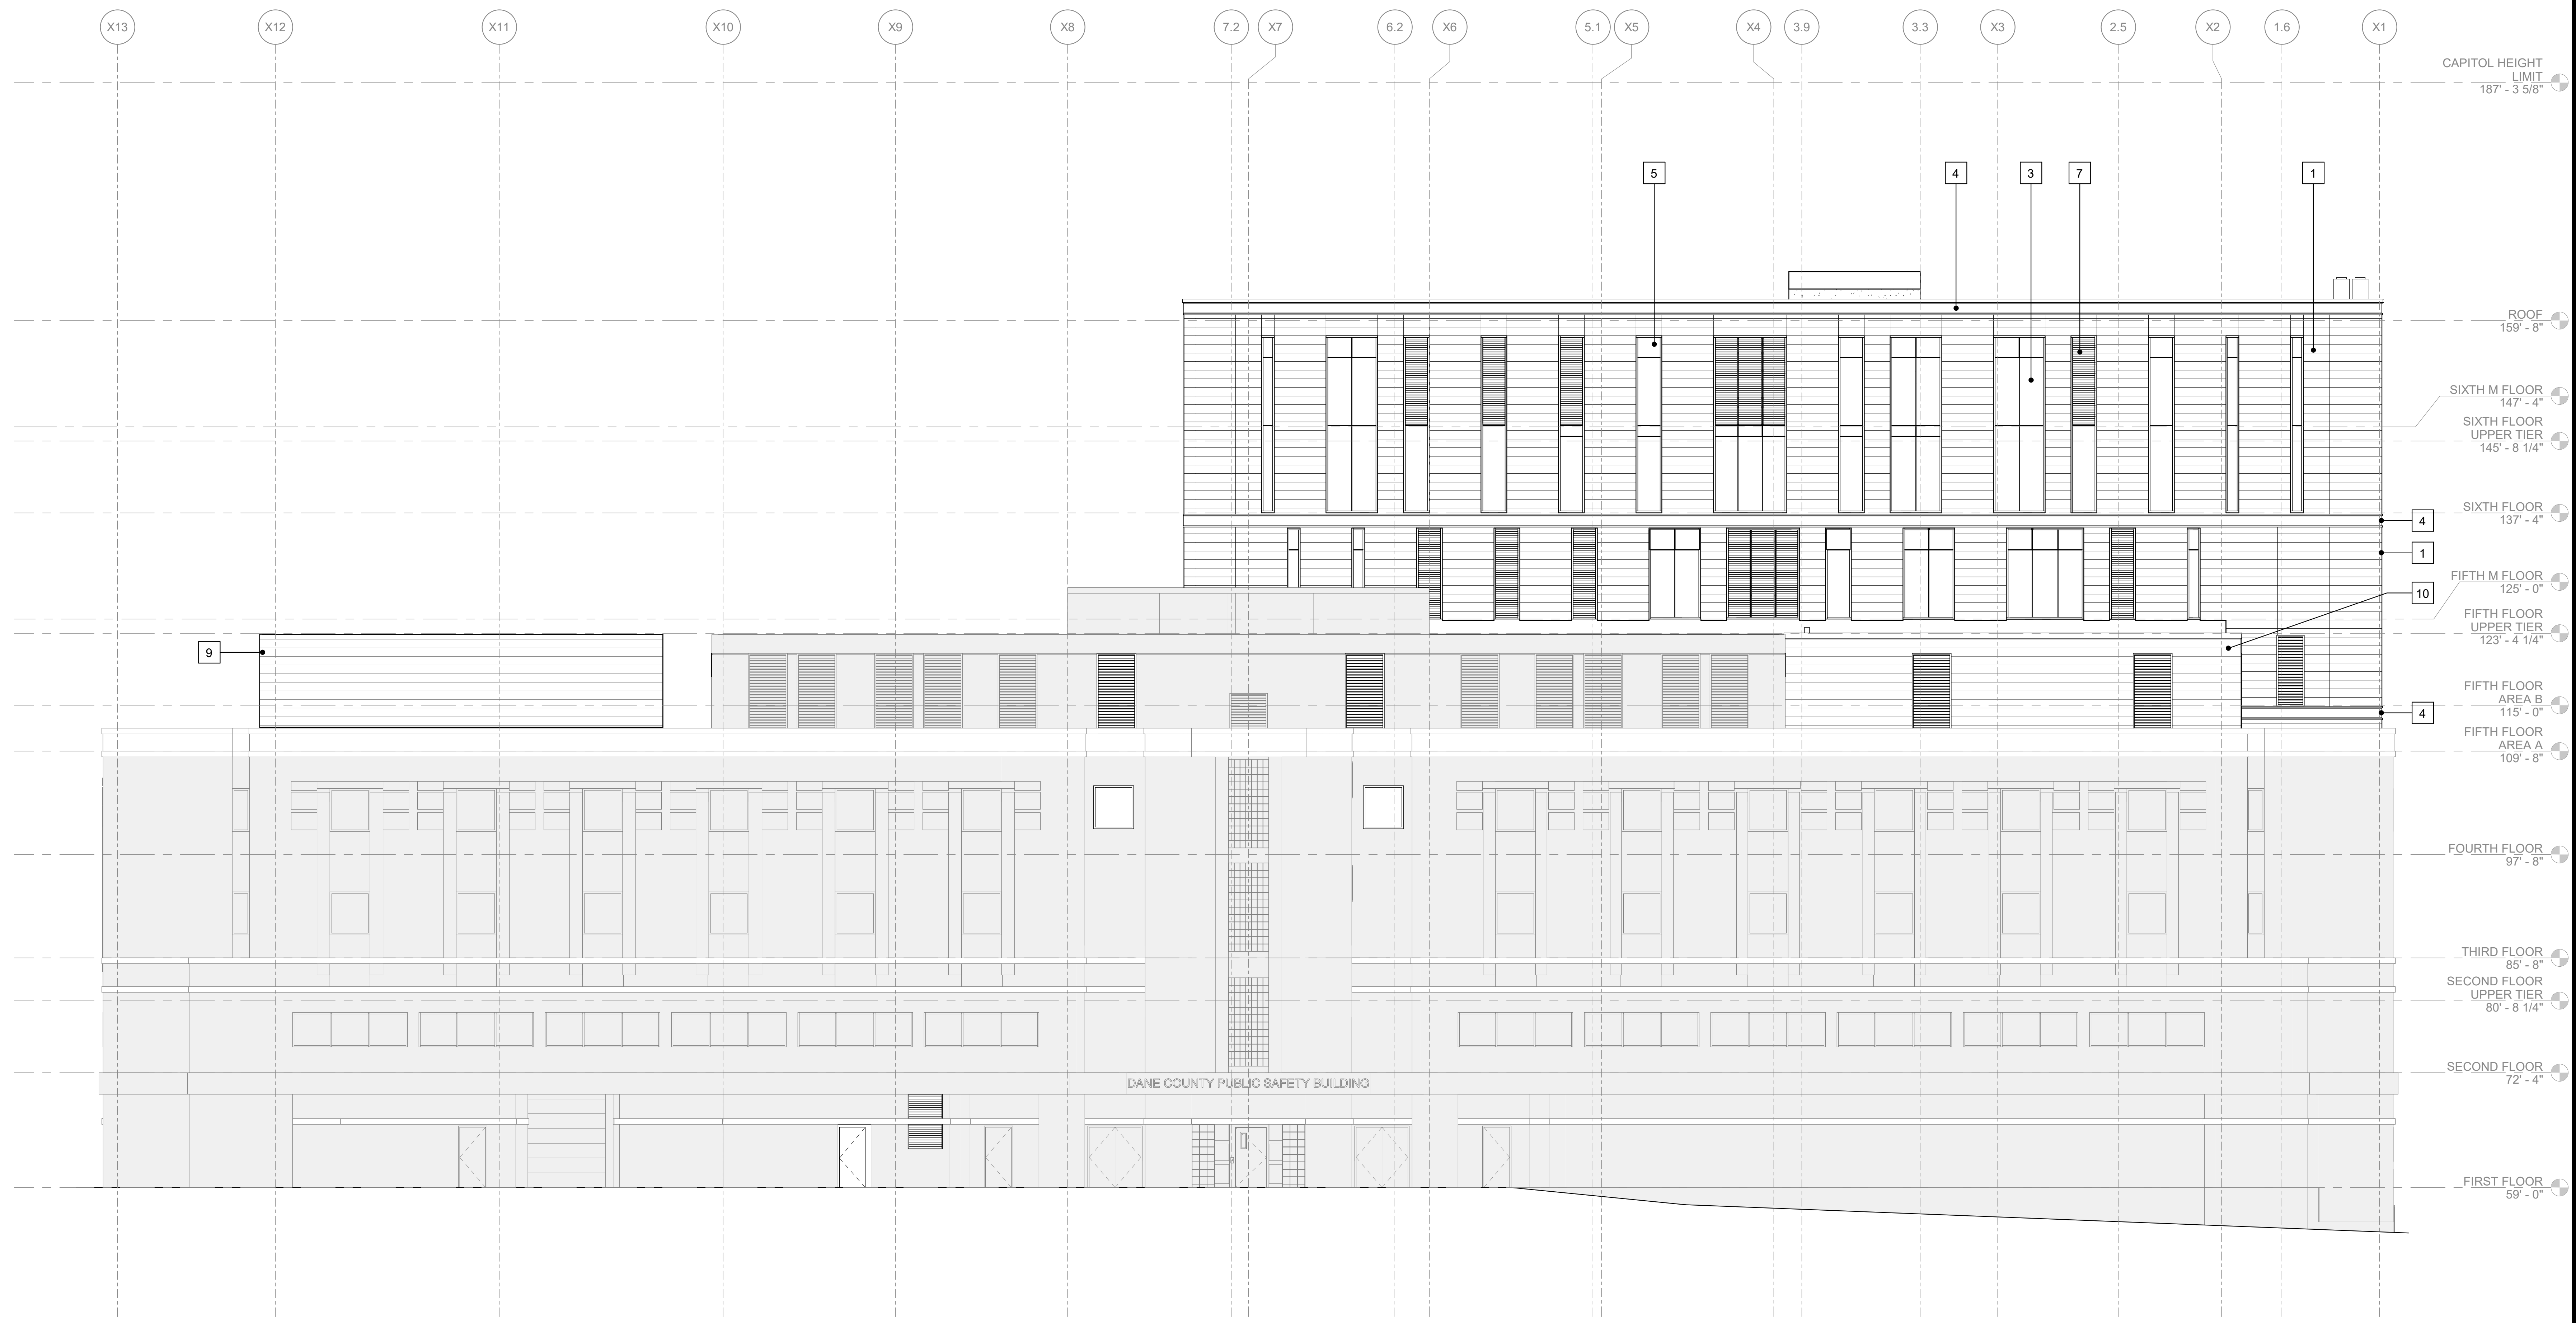 X13 X12 X11 X10 X9 X8 7.2 X7 6.2 X6 5.1 X5 X4 3.9 3.3 X3 2.5 X2 1.6 X1
CAPITOL HEIGHT
LIMIT
187' - 3 5/8"
5 4 3 7 1
ROOF
159' - 8"
SIXTH M FLOOR
147' - 4"
SIXTH FLOOR
UPPER TIER
145' - 8 1/4"
SIXTH FLOOR
137' - 4"
4
1
FIFTH M FLOOR
125' - 0"
10
FIFTH FLOOR
UPPER TIER
123' - 4 1/4"
9
FIFTH FLOOR
AREA B
115' - 0"
4
FIFTH FLOOR
AREA A
109' - 8"
FOURTH FLOOR
97' - 8"
THIRD FLOOR
85' - 8"
SECOND FLOOR
UPPER TIER
80' - 8 1/4"
SECOND FLOOR
72' - 4"
DANE COUNTY PUBLIC SAFETY BUILDING
FIRST FLOOR
59' - 0"